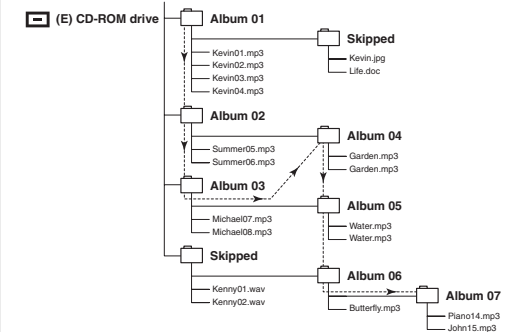 (E) CD-ROM drive
Album 01
Kevin01.mp3
Kevin02.mp3
Kevin03.mp3
Kevin04.mp3
Skipped
Kevin.jpg
Life.doc
Album 02
Summer05.mp3
Summer06.mp3
Album 04
Garden.mp3
Garden.mp3
Album 03
Michael07.mp3
Michael08.mp3
Album 05
Water.mp3
Water.mp3
Skipped
Kenny01.wav
Kenny02.wav
Album 06
Butterfly.mp3
Album 07
Piano14.mp3
John15.mp3